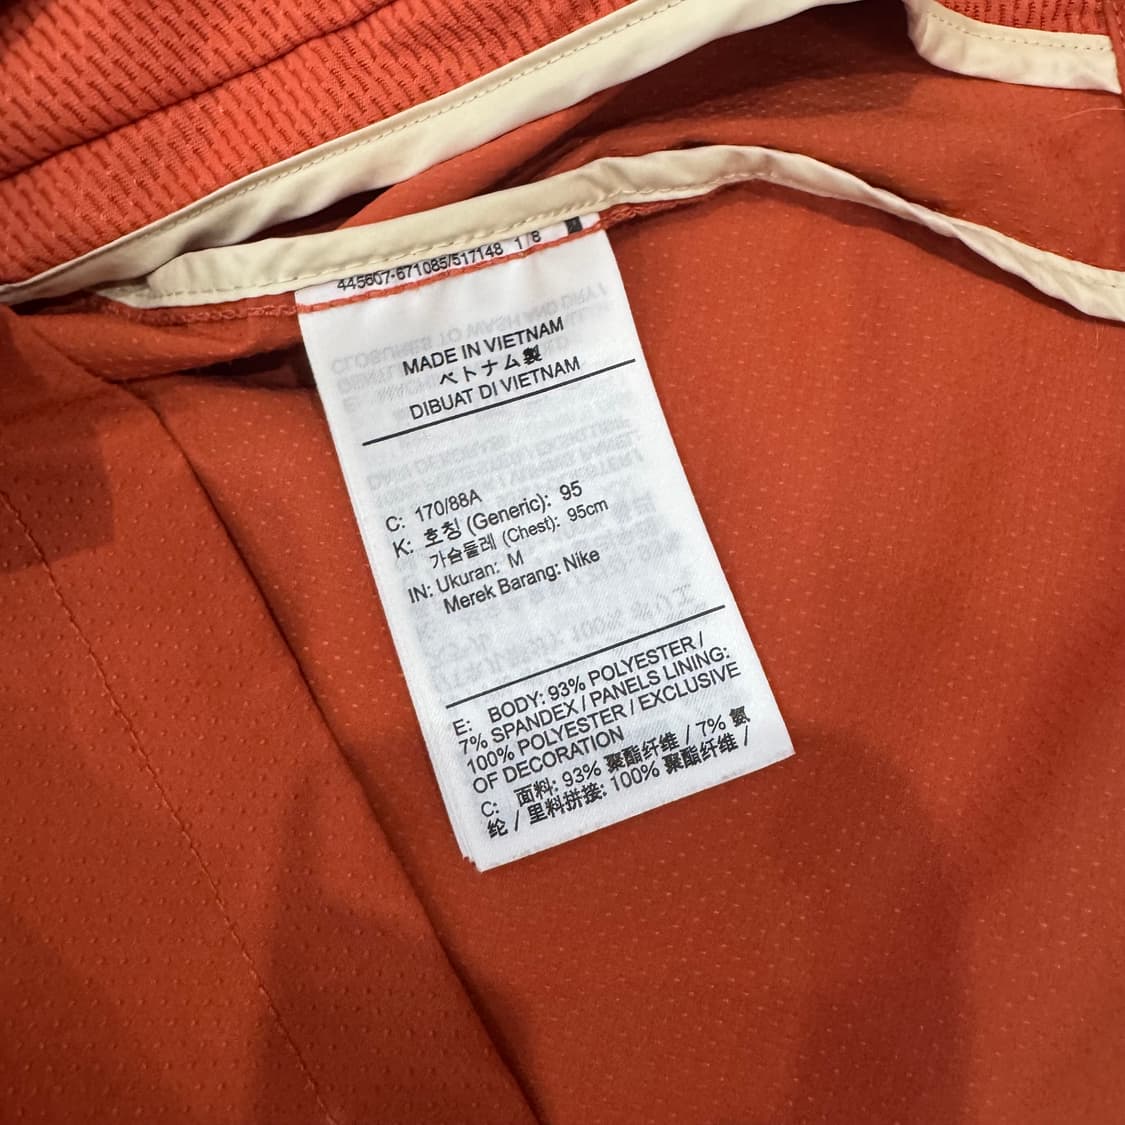 445607-671085/517148 1/8
MADE IN VIETNAM
ベトナム製
DIBUAT DI VIETNAM
C: 170/88A
K: 호칭 (Generic): 95
가슴둘레 (Chest): 95cm
IN: Ukuran: M
Merek Barang: Nike
E: BODY: 93% POLYESTER /
7% SPANDEX / PANELS LINING:
100% POLYESTER / EXCLUSIVE
OF DECORATION
C: 面料: 93% 聚酯纤维 / 7% 氨
纶 / 里料拼接: 100% 聚酯纤维 /